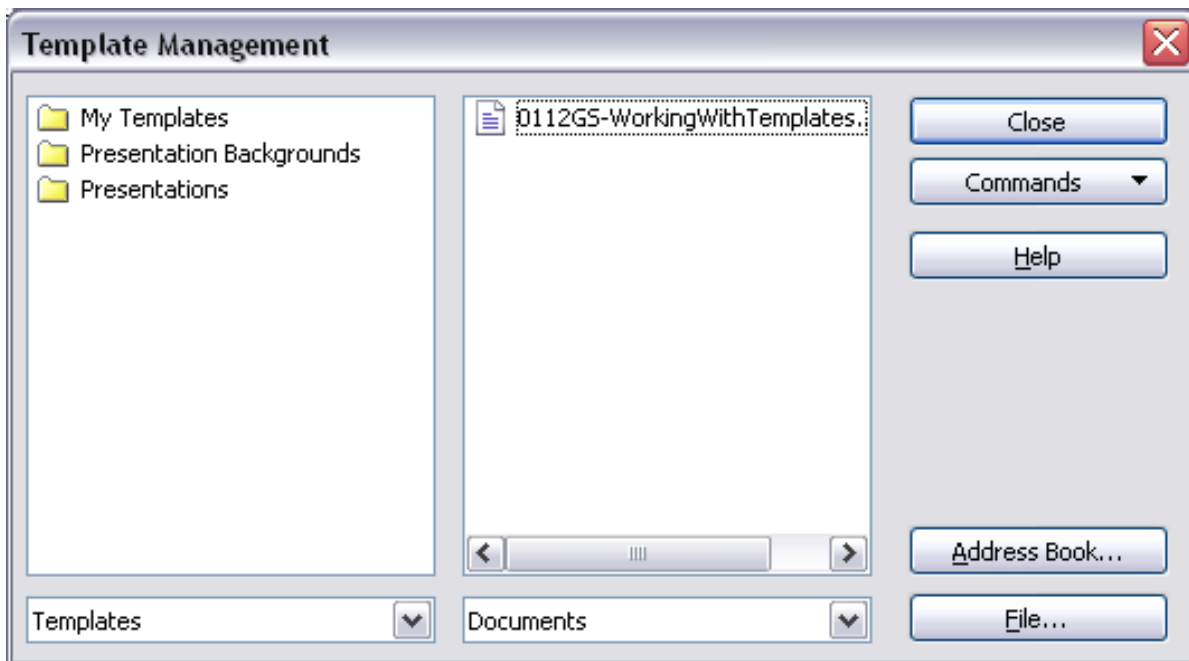 Template Management
My Templates
Presentation Backgrounds
Presentations
Templates
0112GS-WorkingWithTemplates.
Documents
Close
Commands
Help
Address Book...
File...